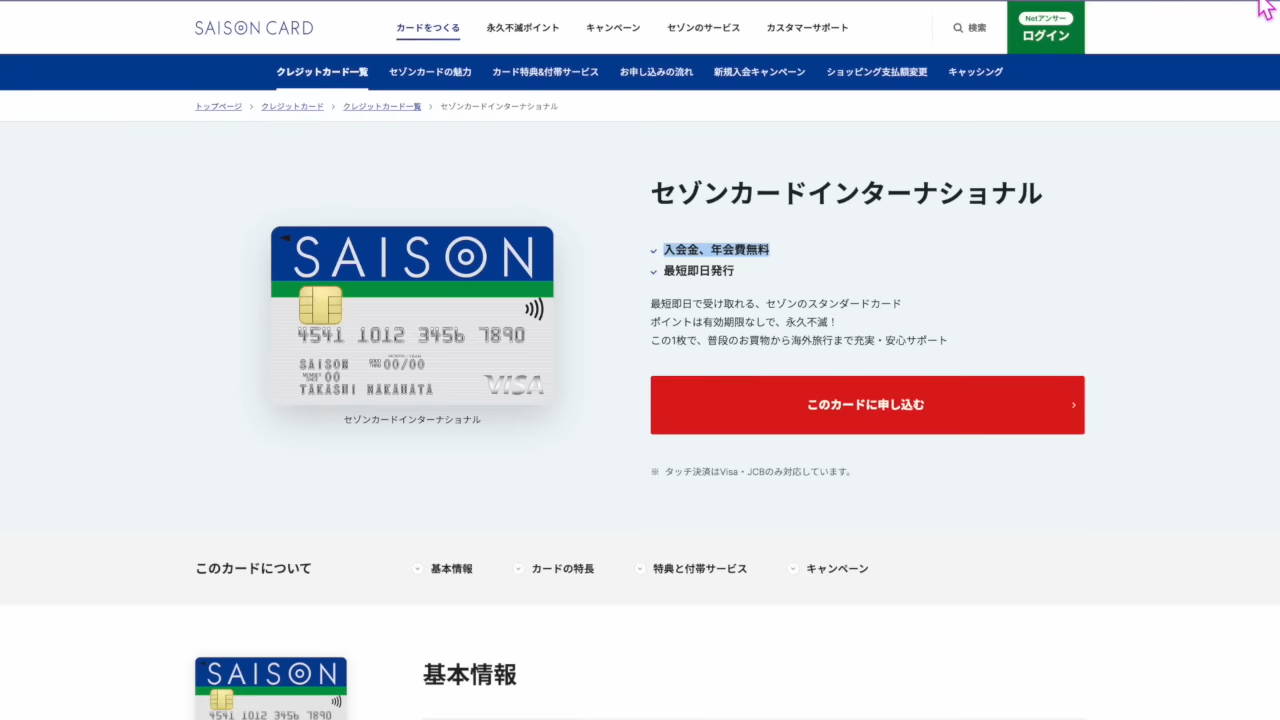 SAISON CARD
カードをつくる 永久不滅ポイント キャンペーン セゾンのサービス カスタマーサポート
検索
Netアンサー
ログイン
クレジットカード一覧 セゾンカードの魅力 カード特典&付帯サービス お申し込みの流れ 新規入会キャンペーン ショッピング支払額変更 キャッシング
トップページ > クレジットカード > クレジットカード一覧 > セゾンカードインターナショナル
セゾンカードインターナショナル
入会金、年会費無料
最短即日発行
最短即日で受け取れる、セゾンのスタンダードカード
ポイントは有効期限なしで、永久不滅！
この1枚で、普段のお買物から海外旅行まで充実・安心サポート
このカードに申し込む
※ タッチ決済はVisa・JCBのみ対応しています。
SAISON
4541 1012 3456 7890
SAISON 00/00
00
TAKASHI NAKAHATA
VISA
セゾンカードインターナショナル
このカードについて 基本情報 カードの特長 特典と付帯サービス キャンペーン
SAISON
4541 1012 3456 7890
基本情報